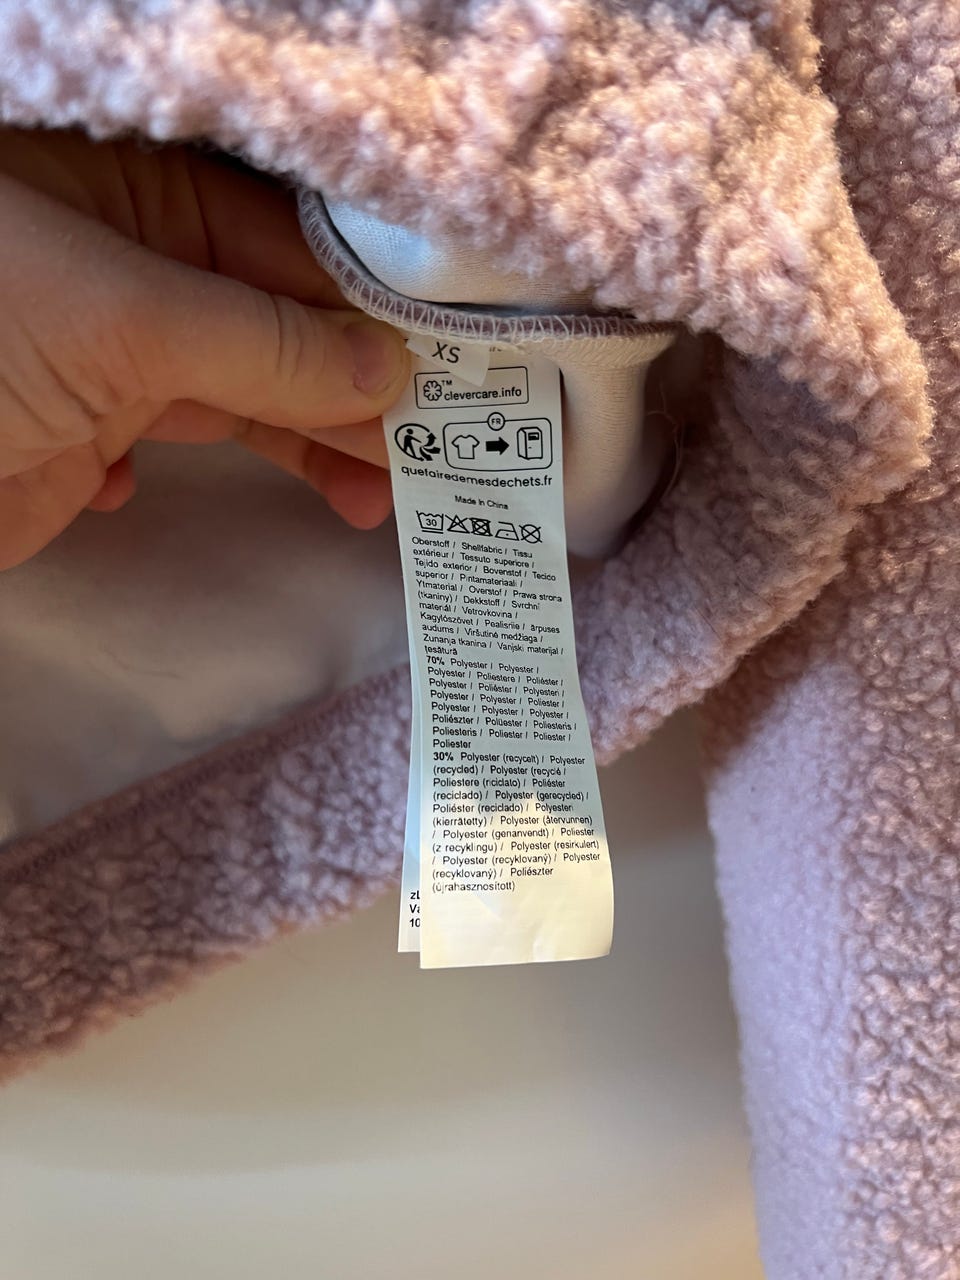 XS
TM
clevercare.info
FR
quefairedemesdechets.fr
Made in China
30
Oberstoff / Shellfabric / Tissu
extérieur / Tessuto superiore /
Tejido exterior / Bovenstof / Tecido
superior / Pintamateriaali /
Ytmaterial / Overstof / Prawa strona
(tkaniny) / Dekkstoff / Svrchní
materiál / Vetrovkovina /
Kagylószövet / Pealisriie / ārpuses
audums / Viršutinė medžiaga /
Zunanja tkanina / Vanjski materijal /
țesătură
70% Polyester / Polyester /
Polyester / Poliestere / Poliéster /
Polyester / Poliéster / Polyesteri /
Polyester / Polyester / Poliester /
Polyester / Polyester / Polyester /
Poliészter / Polüester / Poliesteris /
Poliesteris / Poliester / Poliester /
Poliester
30% Polyester (recycelt) / Polyester
(recycled) / Polyester (recyclé /
Poliestere (riciclato) / Poliéster
(reciclado) / Polyester (gerecycled) /
Poliéster (reciclado) / Polyesteri
(kierrätetty) / Polyester (återvunnen)
/ Polyester (genanvendt) / Poliester
(z recyklingu) / Polyester (resirkulert)
/ Polyester (recyklovaný) / Polyester
(recyklovaný) / Poliészter
(újrahasznosított)
10